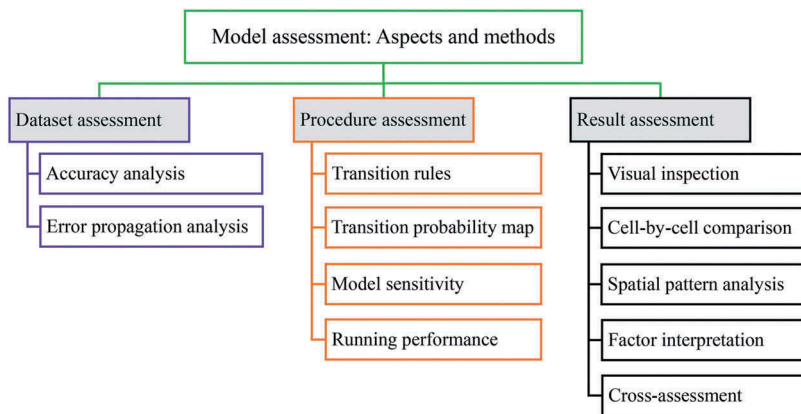 Model assessment: Aspects and methods
Dataset assessment
Accuracy analysis
Error propagation analysis
Procedure assessment
Transition rules
Transition probability map
Model sensitivity
Running performance
Result assessment
Visual inspection
Cell-by-cell comparison
Spatial pattern analysis
Factor interpretation
Cross-assessment